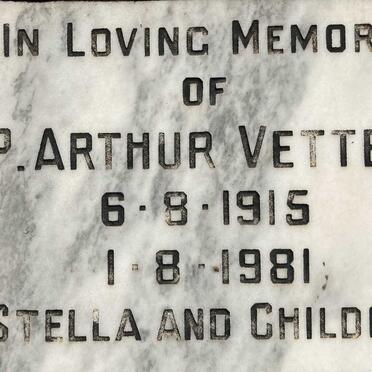 IN LOVING MEMOR
OF
P. ARTHUR VETTE
6·8·1915
1·8·1981
STELLA AND CHILD